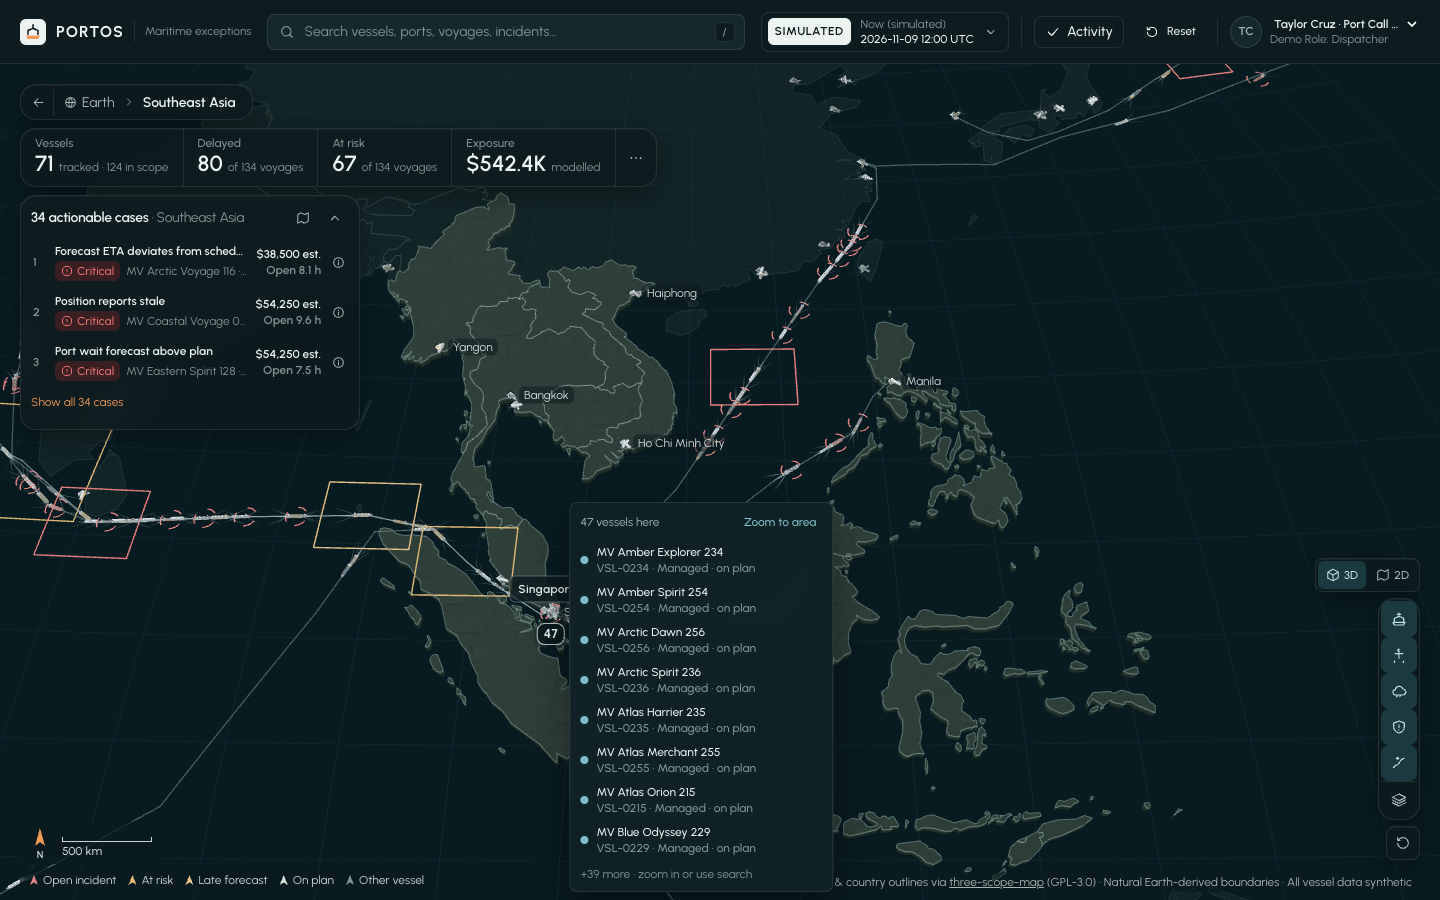 PORTOS
Maritime exceptions
Search vessels, ports, voyages, incidents...
/
SIMULATED
Now (simulated)
2026-11-09 12:00 UTC
Activity
Reset
TC
Taylor Cruz · Port Call ...
Demo Role: Dispatcher
Earth
Southeast Asia
Vessels
71 tracked · 124 in scope
Delayed
80 of 134 voyages
At risk
67 of 134 voyages
Exposure
$542.4K modelled
...
34 actionable cases · Southeast Asia
1
Forecast ETA deviates from sched...
$38,500 est.
Critical
MV Arctic Voyage 116 ·...
Open 8.1 h
2
Position reports stale
$54,250 est.
Critical
MV Coastal Voyage 0...
Open 9.6 h
3
Port wait forecast above plan
$54,250 est.
Critical
MV Eastern Spirit 128 ·...
Open 7.5 h
Show all 34 cases
Haiphong
Yangon
Bangkok
Manila
Ho Chi Minh City
Singapor
47
47 vessels here
Zoom to area
MV Amber Explorer 234
VSL-0234 · Managed · on plan
MV Amber Spirit 254
VSL-0254 · Managed · on plan
MV Arctic Dawn 256
VSL-0256 · Managed · on plan
MV Arctic Spirit 236
VSL-0236 · Managed · on plan
MV Atlas Harrier 235
VSL-0235 · Managed · on plan
MV Atlas Merchant 255
VSL-0255 · Managed · on plan
MV Atlas Orion 215
VSL-0215 · Managed · on plan
MV Blue Odyssey 229
VSL-0229 · Managed · on plan
+39 more · zoom in or use search
3D
2D
N
500 km
Open incident
At risk
Late forecast
On plan
Other vessel
& country outlines via three-scope-map (GPL-3.0) · Natural Earth-derived boundaries · All vessel data synthetic